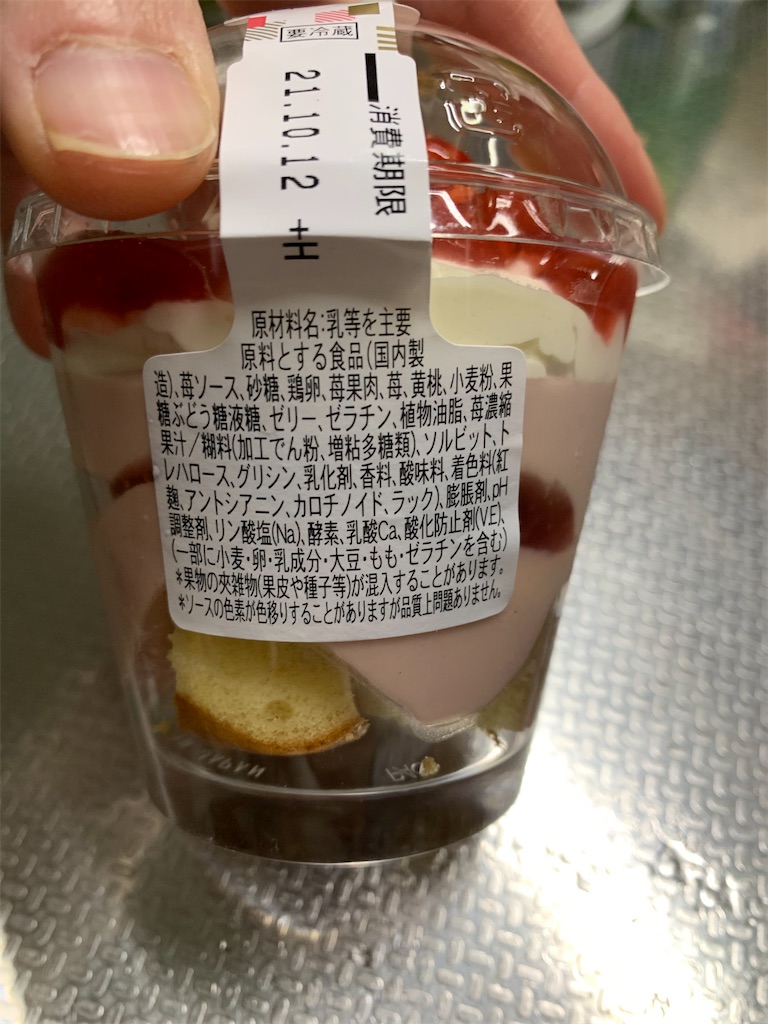 要冷蔵
消費期限
21.10.12 +H
原材料名:乳等を主要
原料とする食品(国内製
造)、苺ソース、砂糖、鶏卵、苺果肉、苺、黄桃、小麦粉、果
糖ぶどう糖液糖、ゼリー、ゼラチン、植物油脂、苺濃縮
果汁/糊料(加工でん粉、増粘多糖類)、ソルビット、ト
レハロース、グリシン、乳化剤、香料、酸味料、着色料(紅
麹、アントシアニン、カロチノイド、ラック)、膨脹剤、pH
調整剤、リン酸塩(Na)、酵素、乳酸Ca、酸化防止剤(V.E)、
(一部に小麦・卵・乳成分・大豆・もも・ゼラチンを含む)
*果物の夾雑物(果皮や種子等)が混入することがあります。
*ソースの色素が色移りすることがありますが品質上問題ありません。